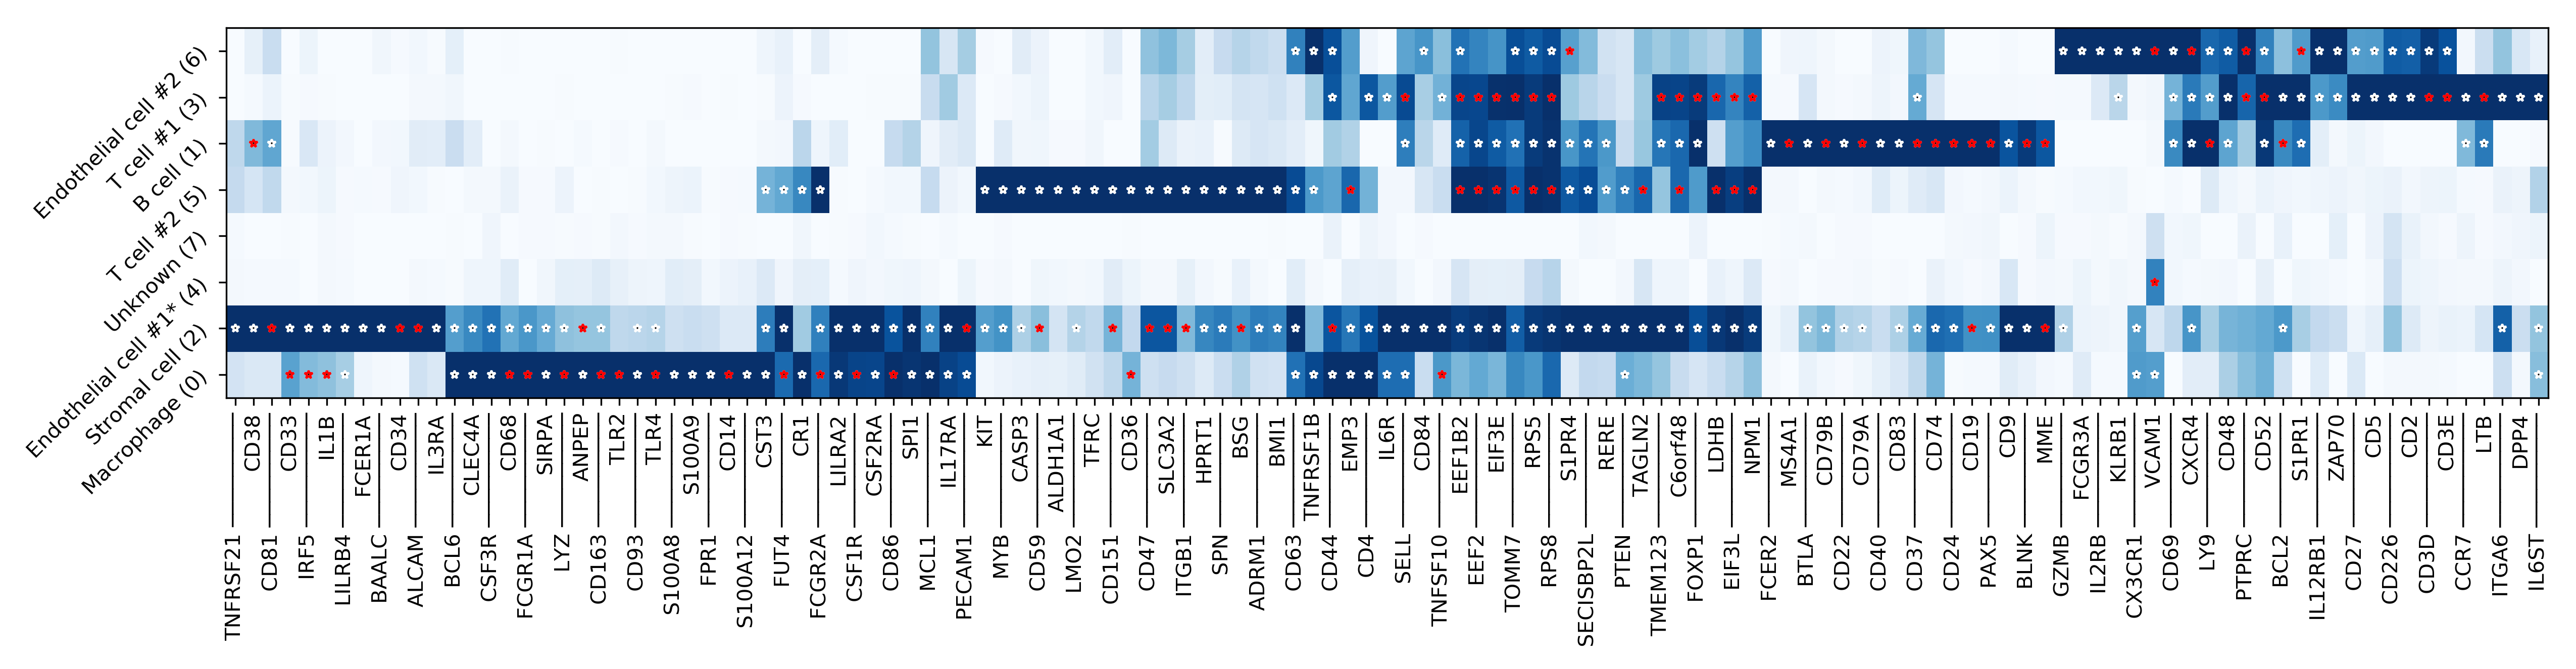 Endothelial cell #2 (6)
T cell #1 (3)
B cell (1)
T cell #2 (5)
Unknown (7)
Endothelial cell #1* (4)
Stromal cell (2)
Macrophage (0)
CD38 CD33 IL1B FCER1A CD34 IL3RA CLEC4A CD68 SIRPA ANPEP TLR2 TLR4 S100A9 CD14 CST3 CR1 LILRA2 CSF2RA SPI1 IL17RA KIT CASP3 ALDH1A1 TFRC CD36 SLC3A2 HPRT1 BSG BMI1 TNFRSF1B EMP3 IL6R CD84 EEF1B2 EIF3E RPS5 S1PR4 RERE TAGLN2 C6orf48 LDHB NPM1 MS4A1 CD79B CD79A CD83 CD74 CD19 CD9 MME FCGR3A KLRB1 VCAM1 CXCR4 CD48 CD52 S1PR1 ZAP70 CD5 CD2 CD3E LTB DPP4
TNFRSF21 CD81 IRF5 LILRB4 BAALC ALCAM BCL6 CSF3R FCGR1A LYZ CD163 CD93 S100A8 FPR1 S100A12 FUT4 FCGR2A CSF1R CD86 MCL1 PECAM1 MYB CD59 LMO2 CD151 CD47 ITGB1 SPN ADRM1 CD63 CD44 CD4 SELL TNFSF10 EEF2 TOMM7 RPS8 SECISBP2L PTEN TMEM123 FOXP1 EIF3L FCER2 BTLA CD22 CD40 CD37 CD24 PAX5 BLNK GZMB IL2RB CX3CR1 CD69 LY9 PTPRC BCL2 IL12RB1 CD27 CD226 CD3D CCR7 ITGA6 IL6ST